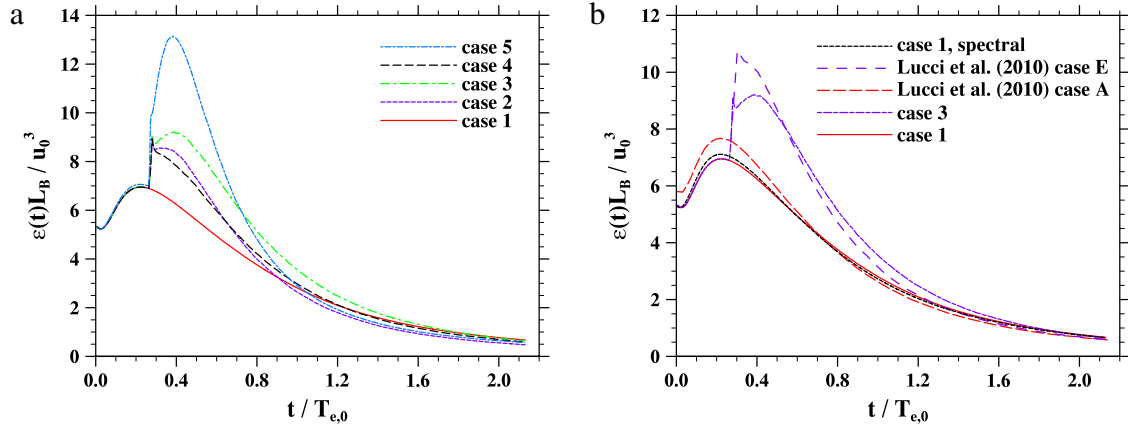 a
ε(t)L_B / u_0^3
14
12
10
8
6
4
2
0
0.0 0.4 0.8 1.2 1.6 2.0
t / T_e,0
case 5
case 4
case 3
case 2
case 1
b
ε(t)L_B / u_0^3
12
10
8
6
4
2
0
0.0 0.4 0.8 1.2 1.6 2.0
t / T_e,0
case 1, spectral
Lucci et al. (2010) case E
Lucci et al. (2010) case A
case 3
case 1